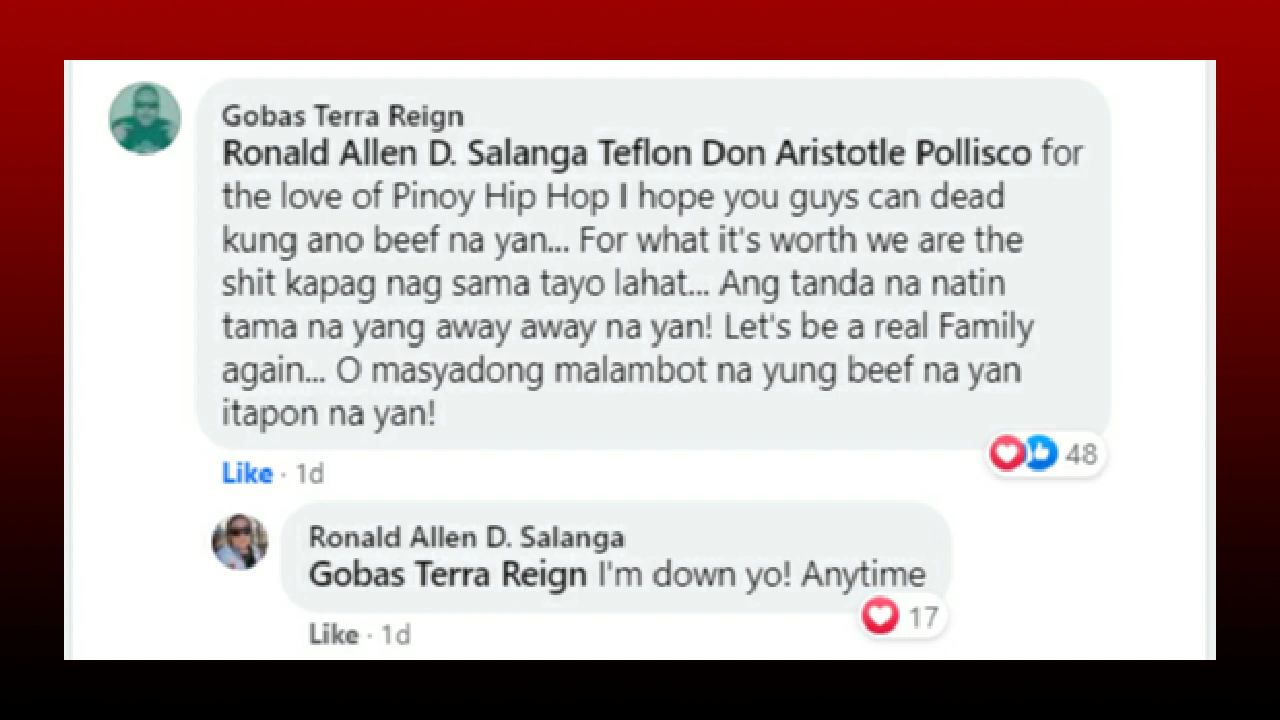 Gobas Terra Reign
Ronald Allen D. Salanga Teflon Don Aristotle Pollisco for
the love of Pinoy Hip Hop I hope you guys can dead
kung ano beef na yan... For what it's worth we are the
shit kapag nag sama tayo lahat... Ang tanda na natin
tama na yang away away na yan! Let's be a real Family
again... O masyadong malambot na yung beef na yan
itapon na yan!
48
Like · 1d
Ronald Allen D. Salanga
Gobas Terra Reign I'm down yo! Anytime
17
Like · 1d